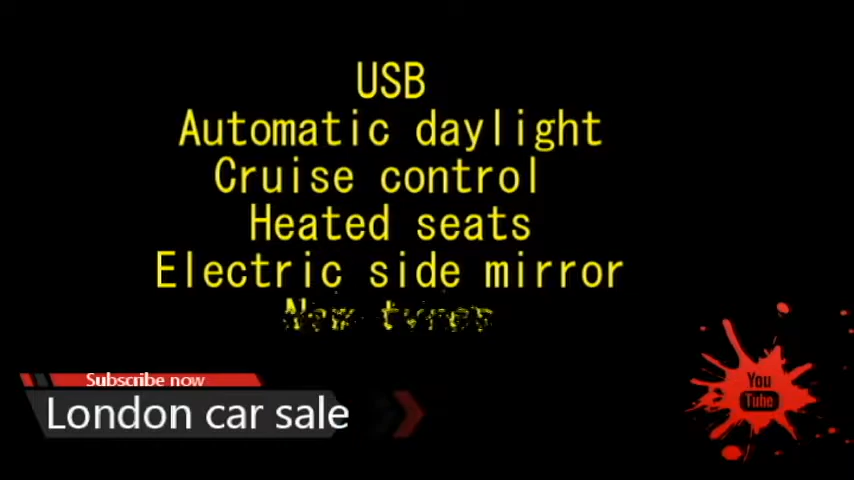 USB
Automatic daylight
Cruise control
Heated seats
Electric side mirror
Subscribe now
London car sale
You
Tube